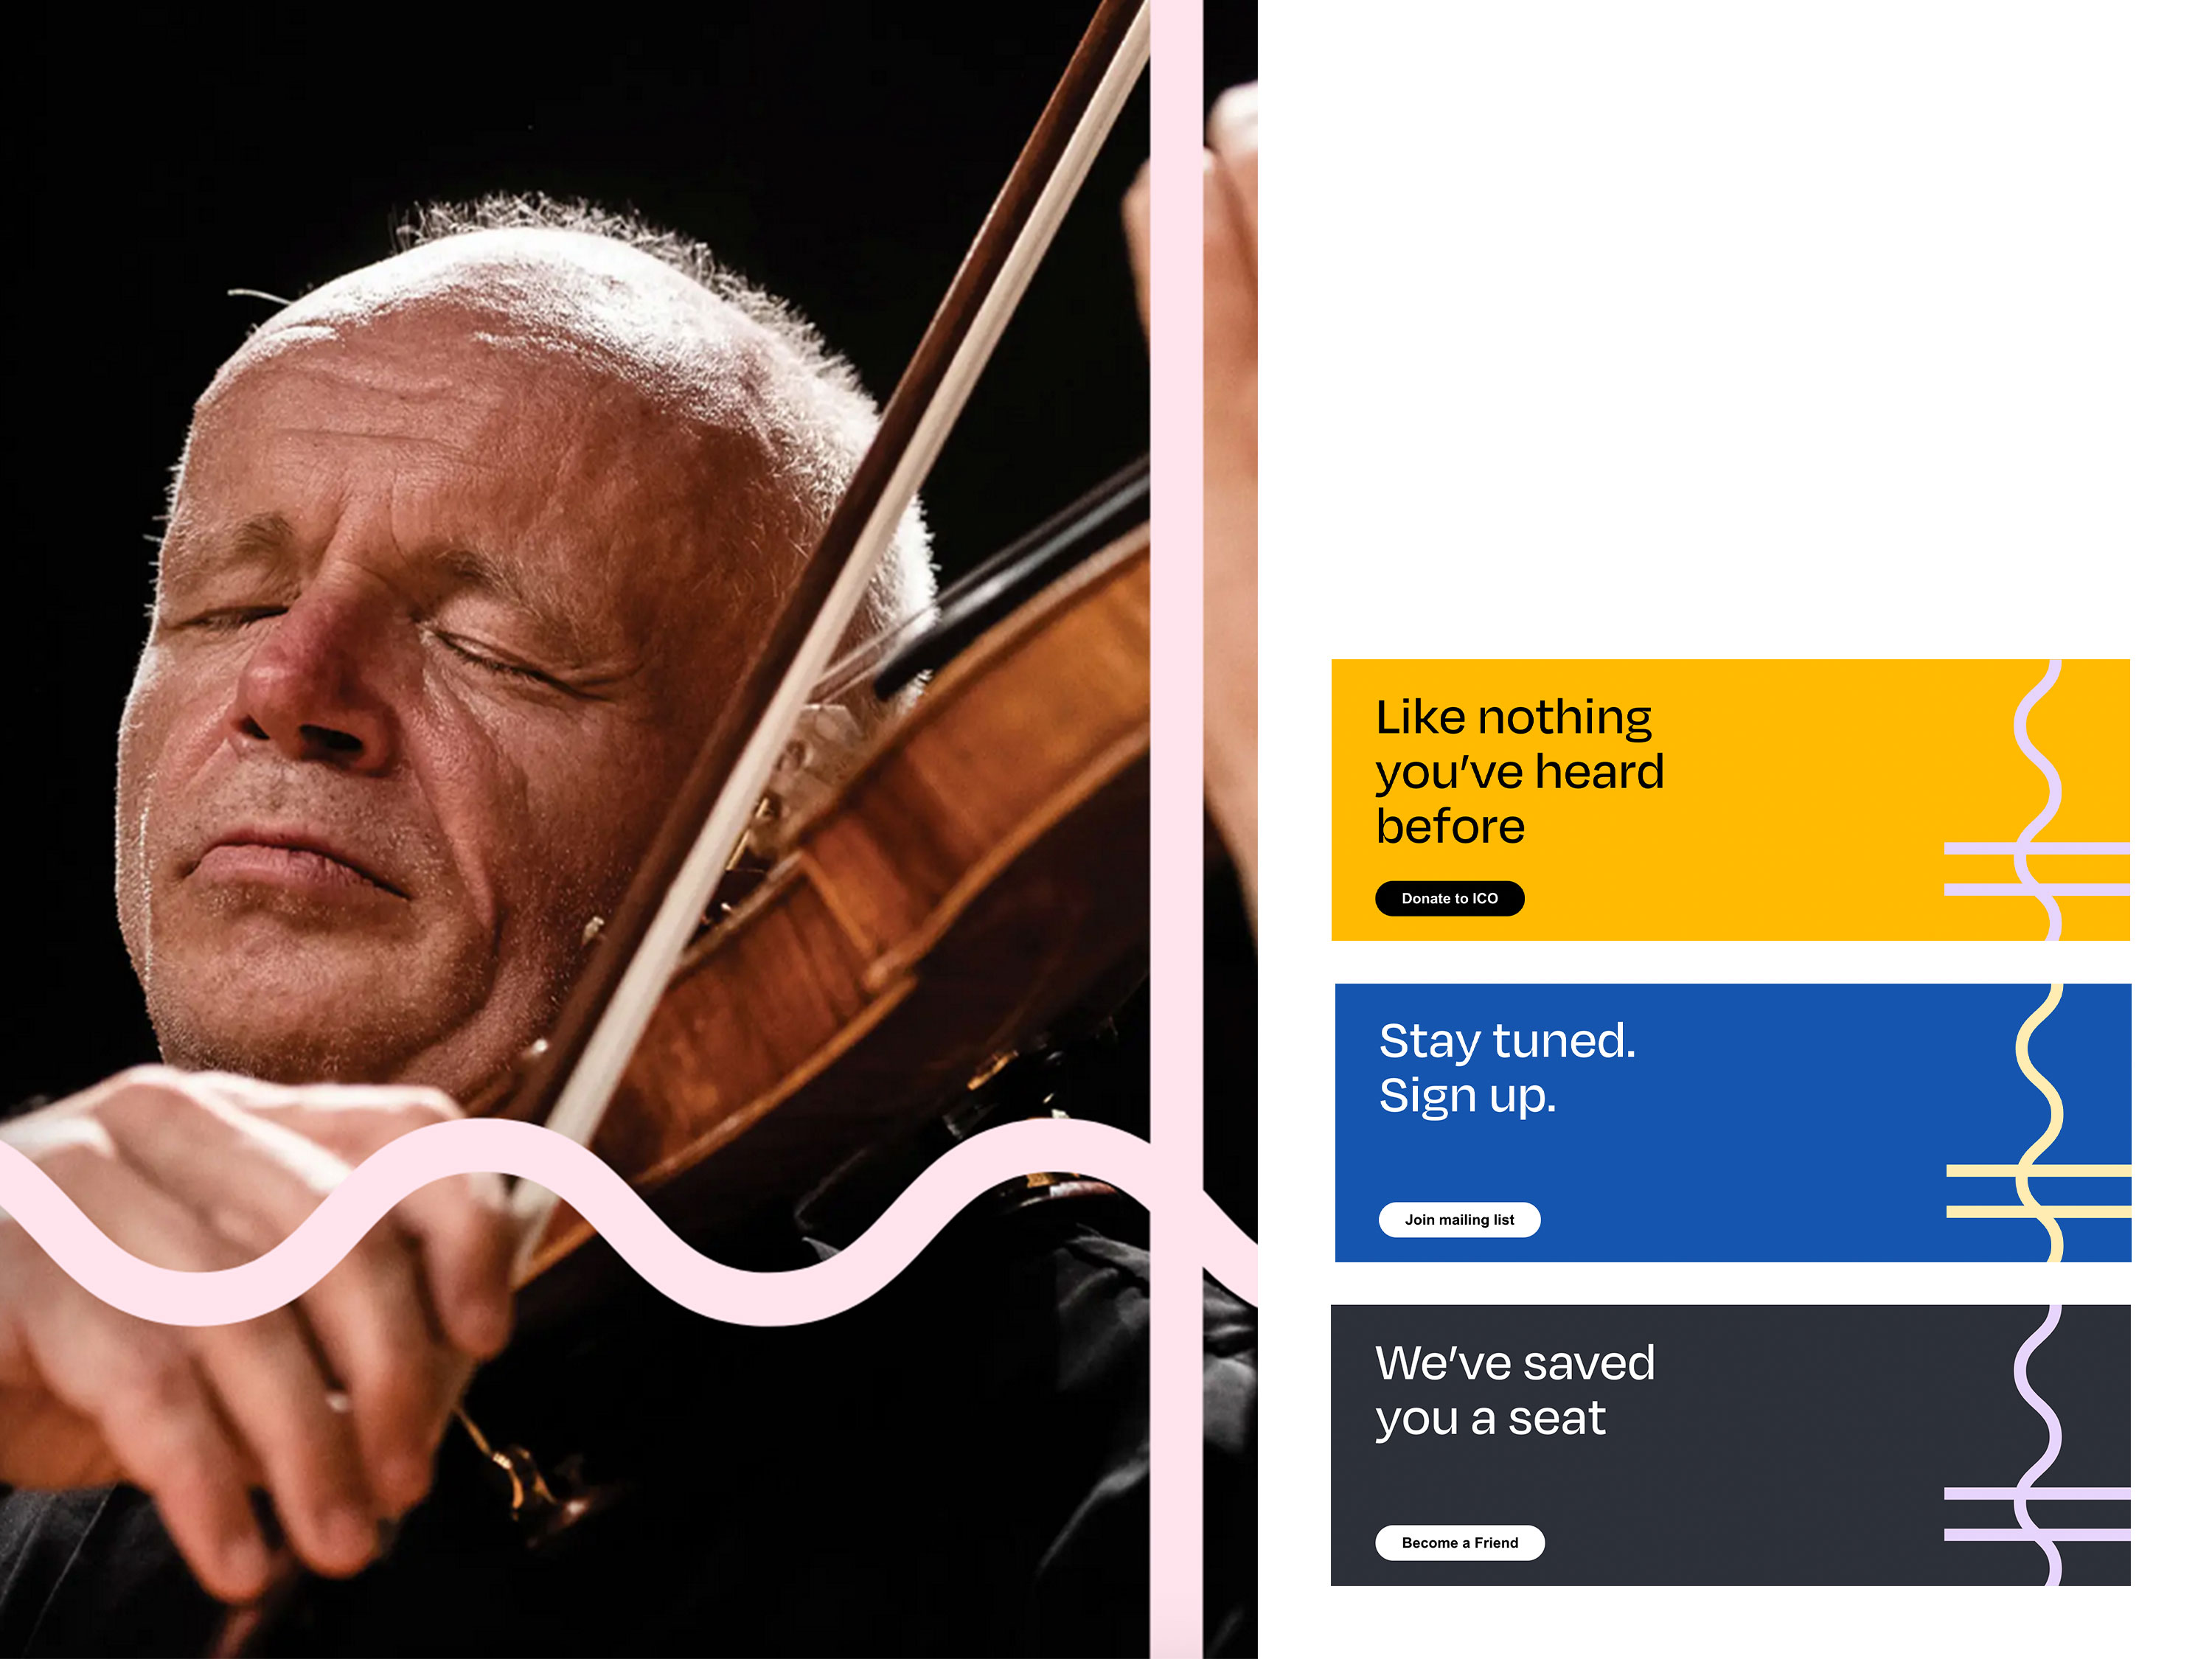 Like nothing
you've heard
before
Donate to ICO
Stay tuned.
Sign up.
Join mailing list
We've saved
you a seat
Become a Friend